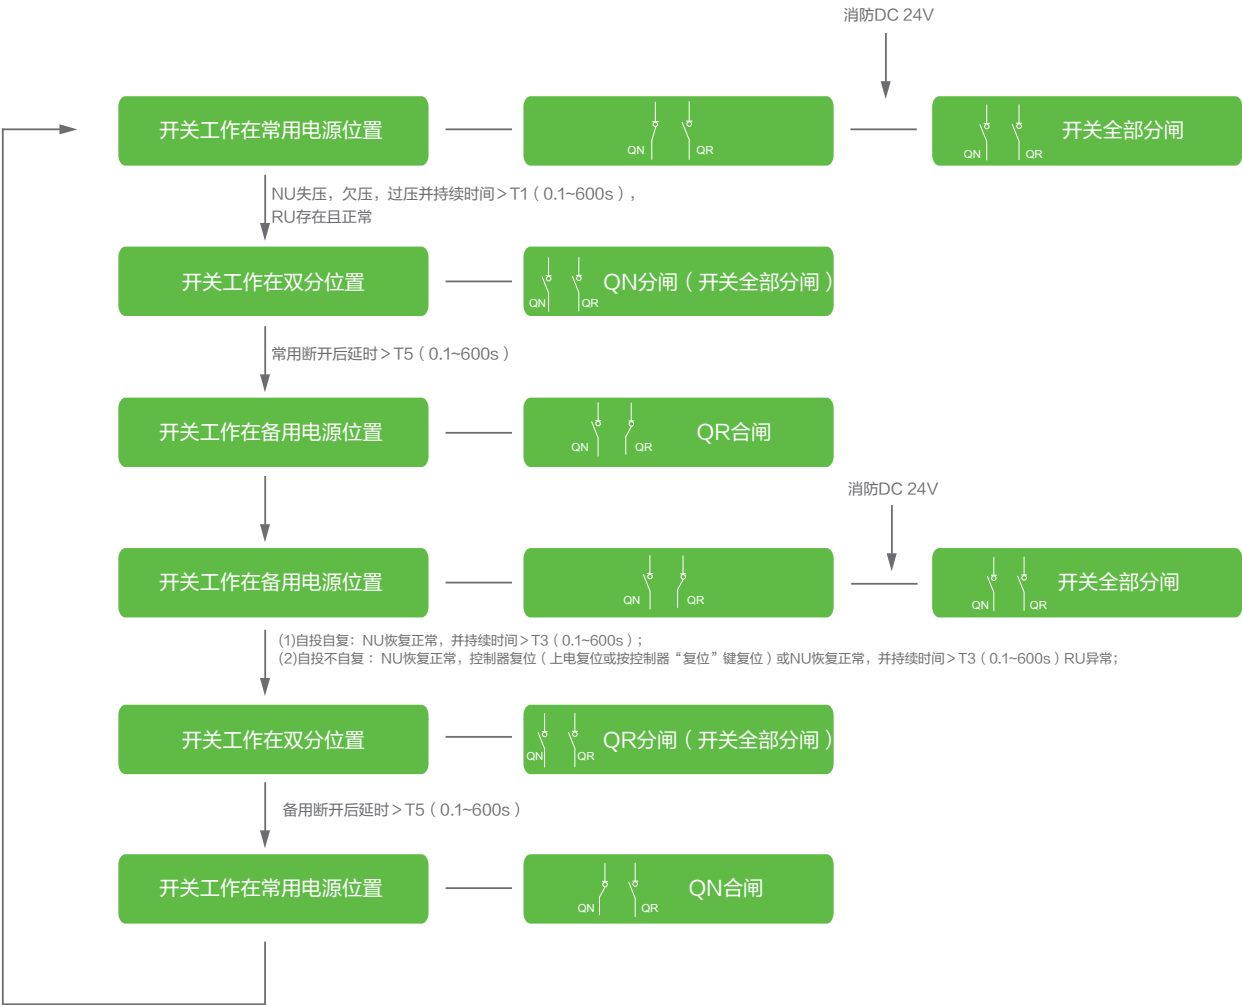 消防DC 24V
开关工作在常用电源位置
QN
QR
QN
QR
开关全部分闸
NU失压，欠压，过压并持续时间＞T1（0.1~600s），
RU存在且正常
开关工作在双分位置
QN
QR
QN分闸（开关全部分闸）
常用断开后延时＞T5（0.1~600s）
开关工作在备用电源位置
QN
QR
QR合闸
消防DC 24V
开关工作在备用电源位置
QN
QR
QN
QR
开关全部分闸
(1)自投自复：NU恢复正常，并持续时间＞T3（0.1~600s）；
(2)自投不自复：NU恢复正常，控制器复位（上电复位或按控制器“复位”键复位）或NU恢复正常，并持续时间＞T3（0.1~600s）RU异常；
开关工作在双分位置
QN
QR
QR分闸（开关全部分闸）
备用断开后延时＞T5（0.1~600s）
开关工作在常用电源位置
QN
QR
QN合闸